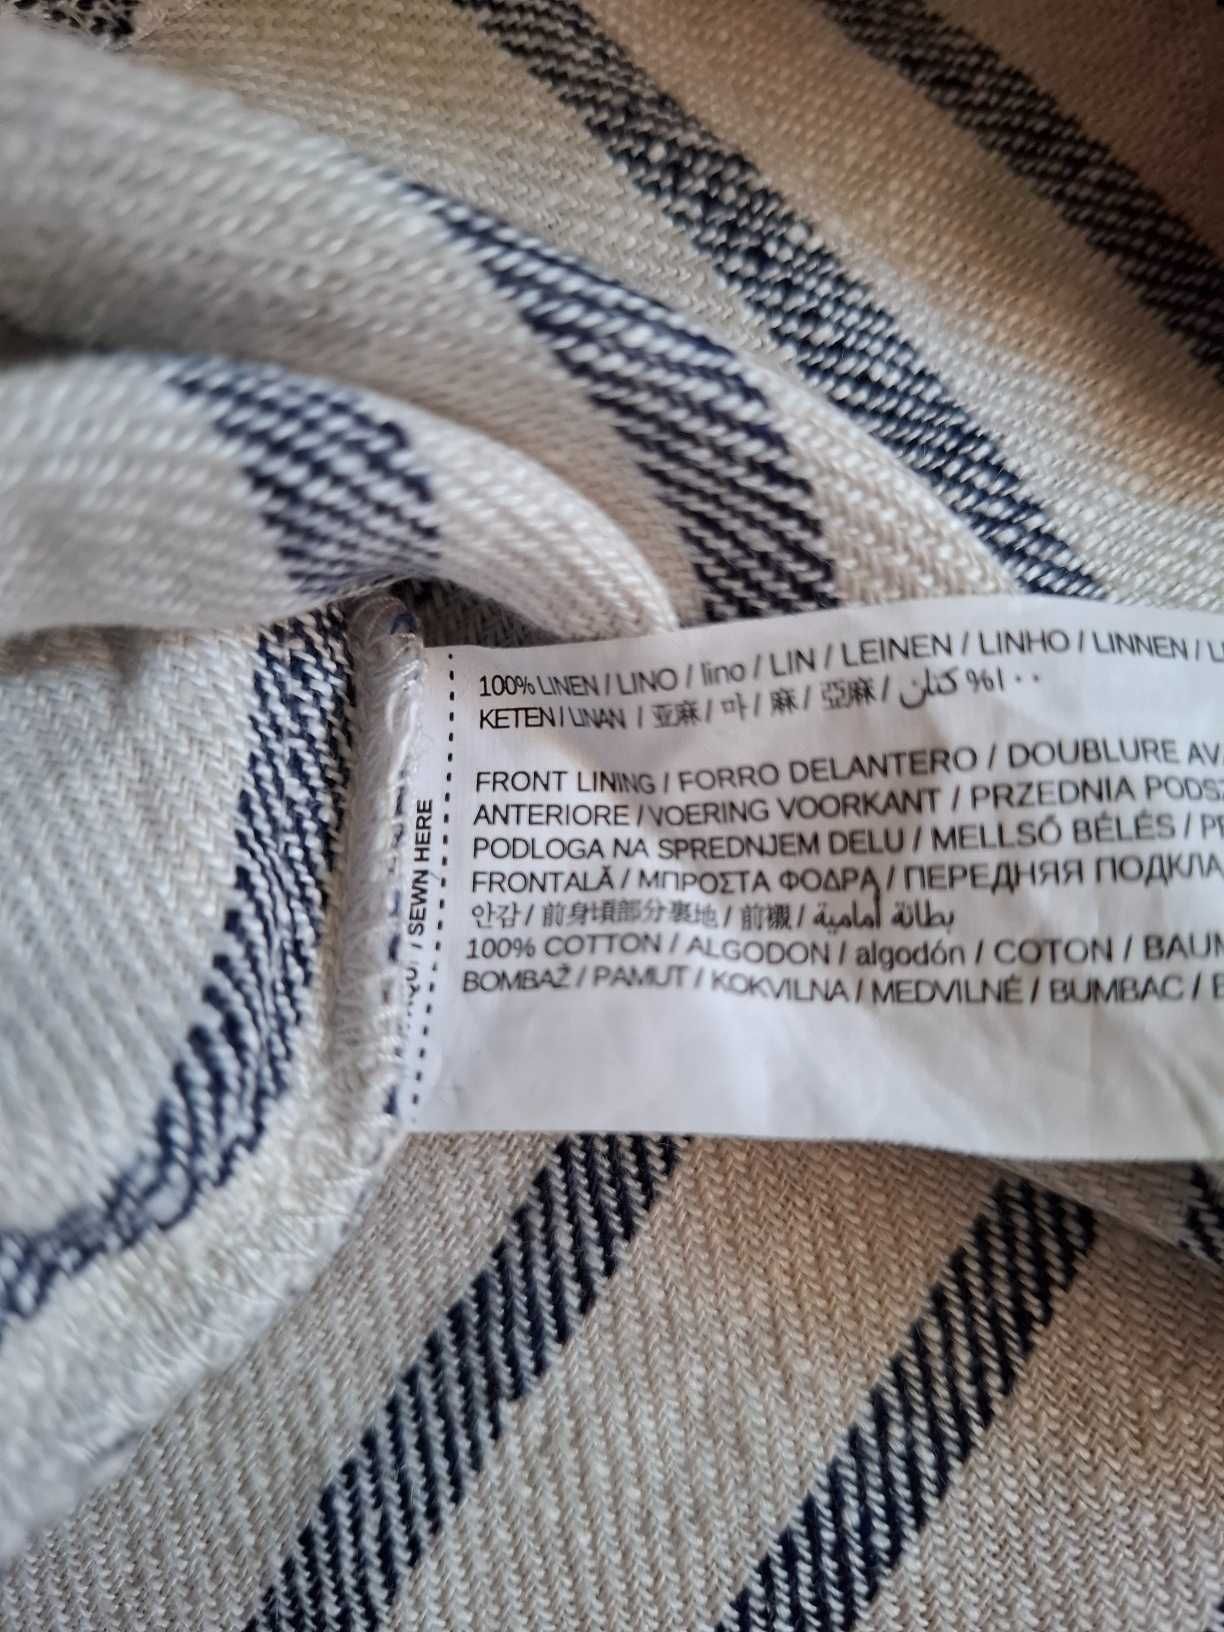 100% LINEN / LINO / lino / LIN / LEINEN / LINHO / LINNEN /
KETEN / LINAN / 亚麻 / 마 / 麻 / 亞麻 / كتان %١٠٠
FRONT LINING / FORRO DELANTERO / DOUBLURE
ANTERIORE / VOERING VOORKANT / PRZEDNIA
PODLOGA NA SPREDNJEM DELU / MELLSŐ BÉLÉS /
FRONTALĂ / ΜΠΡΟΣΤΑ ΦΟΔΡΑ / ПЕРЕДНЯЯ
안감 / 前身頃部分裏地 / 前襯 / بطانة أمامية
100% COTTON / ALGODON / algodón / COTON /
BOMBAŽ / PAMUT / KOKVILNA / MEDVILNĖ / BUMBAC /
/ SEWN HERE